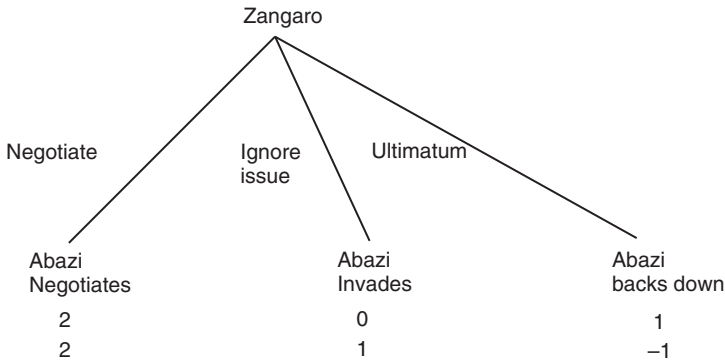 Zangaro
Negotiate
Ignore
issue
Ultimatum
Abazi
Negotiates
2
2
Abazi
Invades
0
1
Abazi
backs down
1
–1